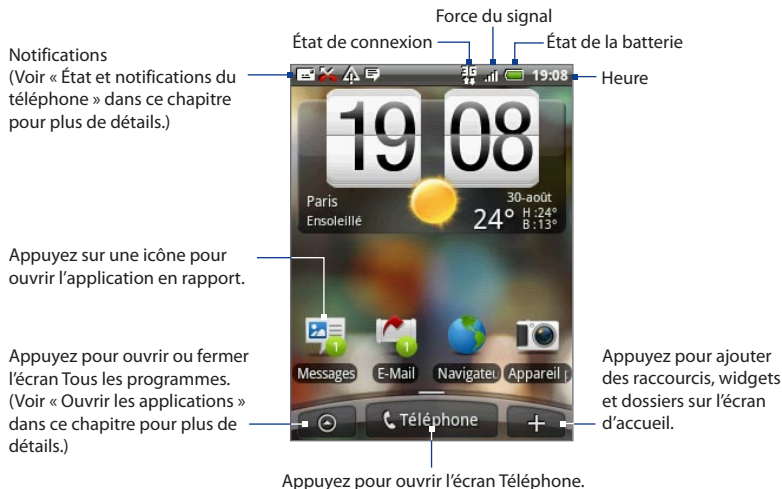 Force du signal
État de connexion
État de la batterie
Notifications
(Voir « État et notifications du
téléphone » dans ce chitre
pour plus de détails.)
3G
19:08
Heure
19 08
Paris
Ensoleillé
30-août
24°
H :24°
B : 13°
Appuyez sur une icône pour
ouvrir l'application en rapport.
1
1
Messages
E-Mail
Navigateu
Appareil p
Appuyez pour ouvrir ou fermer
l'écran Tous les programmes.
(Voir « Ouvrir les applications »
dans ce chapitre pour plus de
détails.)
Téléphone
Appuyez pour ajouter
des raccourcis, widgets
et dossiers sur l'écran
d'accueil.
Appuyez pour ouvrir l'écran Téléphone.